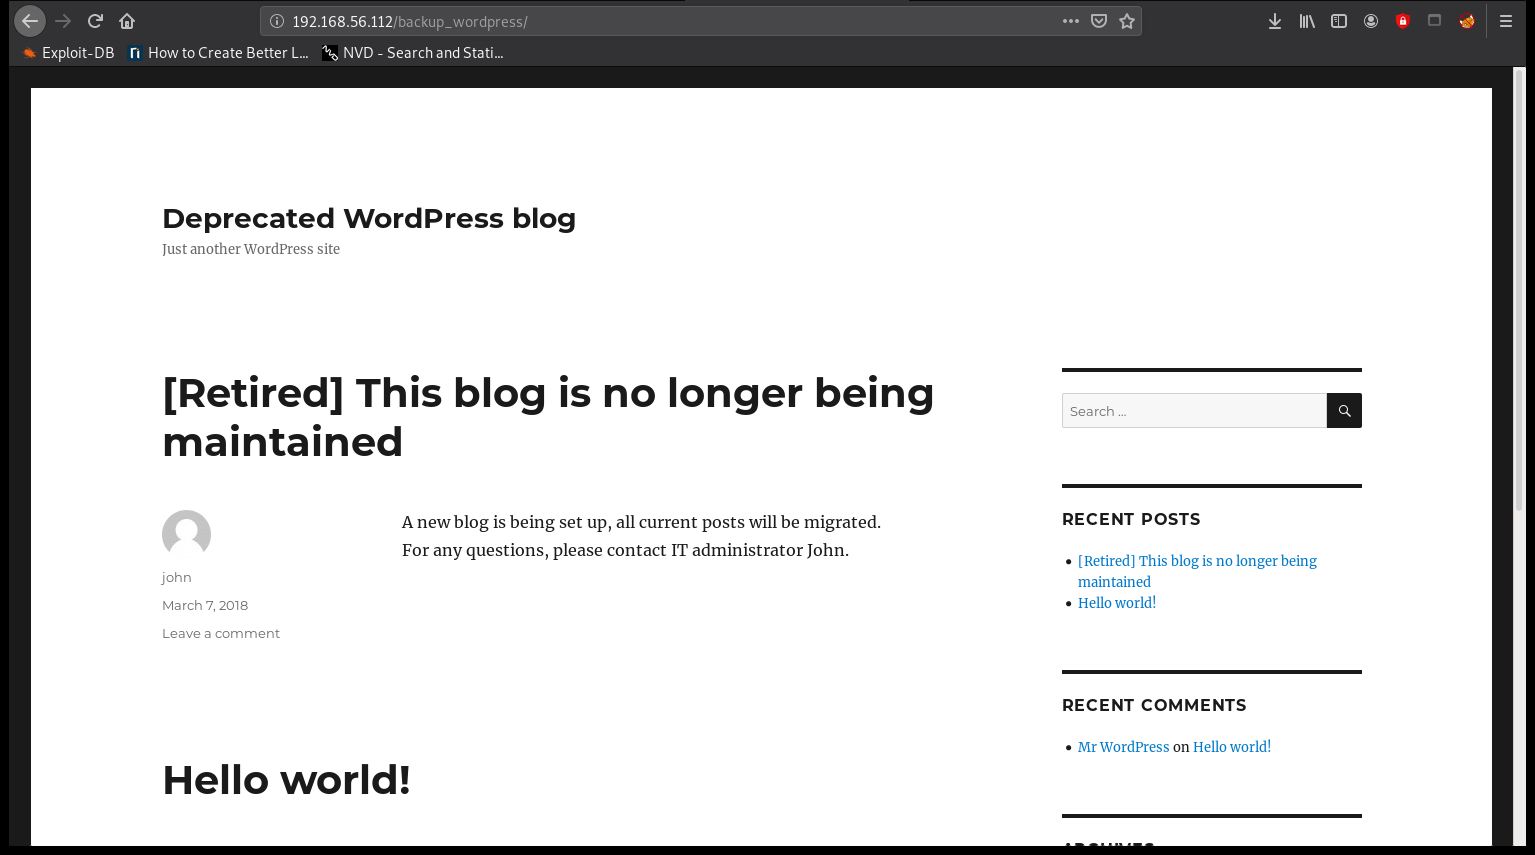 192.168.56.112/backup_wordpress/
Exploit-DB
How to Create Better L...
NVD - Search and Stati...
Deprecated WordPress blog
Just another WordPress site
[Retired] This blog is no longer being
maintained
john
March 7, 2018
Leave a comment
A new blog is being set up, all current posts will be migrated.
For any questions, please contact IT administrator John.
Hello world!
Search ...
RECENT POSTS
[Retired] This blog is no longer being
maintained
Hello world!
RECENT COMMENTS
Mr WordPress on Hello world!